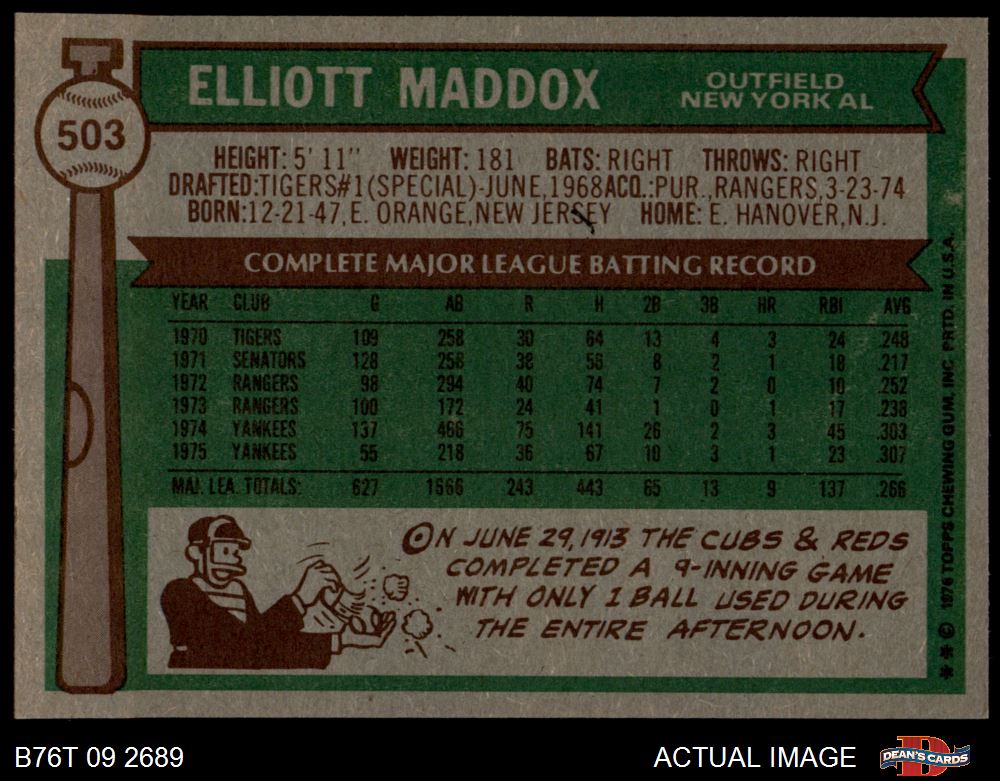 503
ELLIOTT MADDOX
OUTFIELD
NEW YORK AL
HEIGHT: 5' 11" WEIGHT: 181 BATS: RIGHT THROWS: RIGHT
DRAFTED:TIGERS#1(SPECIAL)-JUNE,1968 ACQ.:PUR.,RANGERS,3-23-74
BORN:12-21-47,E. ORANGE,NEW JERSEY HOME: E. HANOVER,N.J.
COMPLETE MAJOR LEAGUE BATTING RECORD
YEAR CLUB G AB R H 2B 3B HR RBI AVG
1970 TIGERS 109 258 30 64 13 4 3 24 .248
1971 SENATORS 128 258 38 56 8 2 1 18 .217
1972 RANGERS 98 294 40 74 7 2 0 10 .252
1973 RANGERS 100 172 24 41 1 0 1 17 .238
1974 YANKEES 137 466 75 141 26 2 3 45 .303
1975 YANKEES 55 218 36 67 10 3 1 23 .307
MAJ. LEA. TOTALS: 627 1666 243 443 65 13 9 137 .266
ON JUNE 29, 1913 THE CUBS & REDS
COMPLETED A 9-INNING GAME
WITH ONLY 1 BALL USED DURING
THE ENTIRE AFTERNOON.
** © 1976 TOPPS CHEWING GUM, INC. PRTD. IN U.S.A.
B76T 09 2689
ACTUAL IMAGE
DEAN'S CARDS